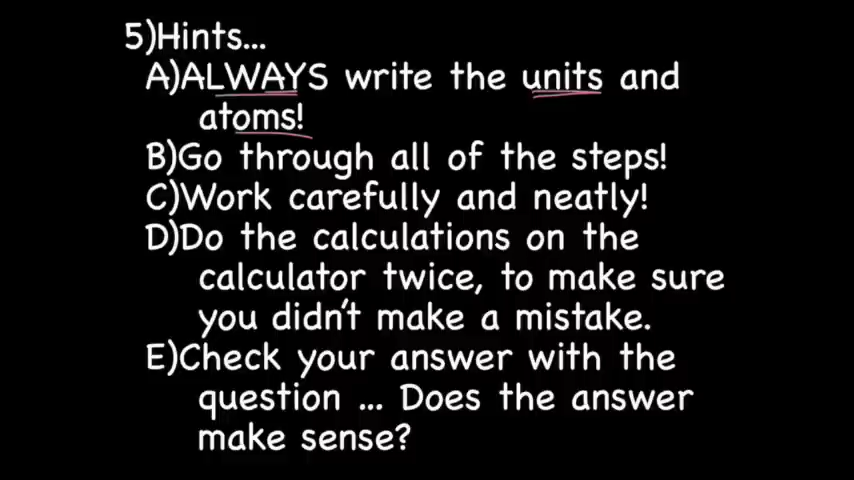 5)Hints...
A)ALWAYS write the units and
atoms!
B)Go through all of the steps!
C)Work carefully and neatly!
D)Do the calculations on the
calculator twice, to make sure
you didn't make a mistake.
E)Check your answer with the
question ... Does the answer
make sense?